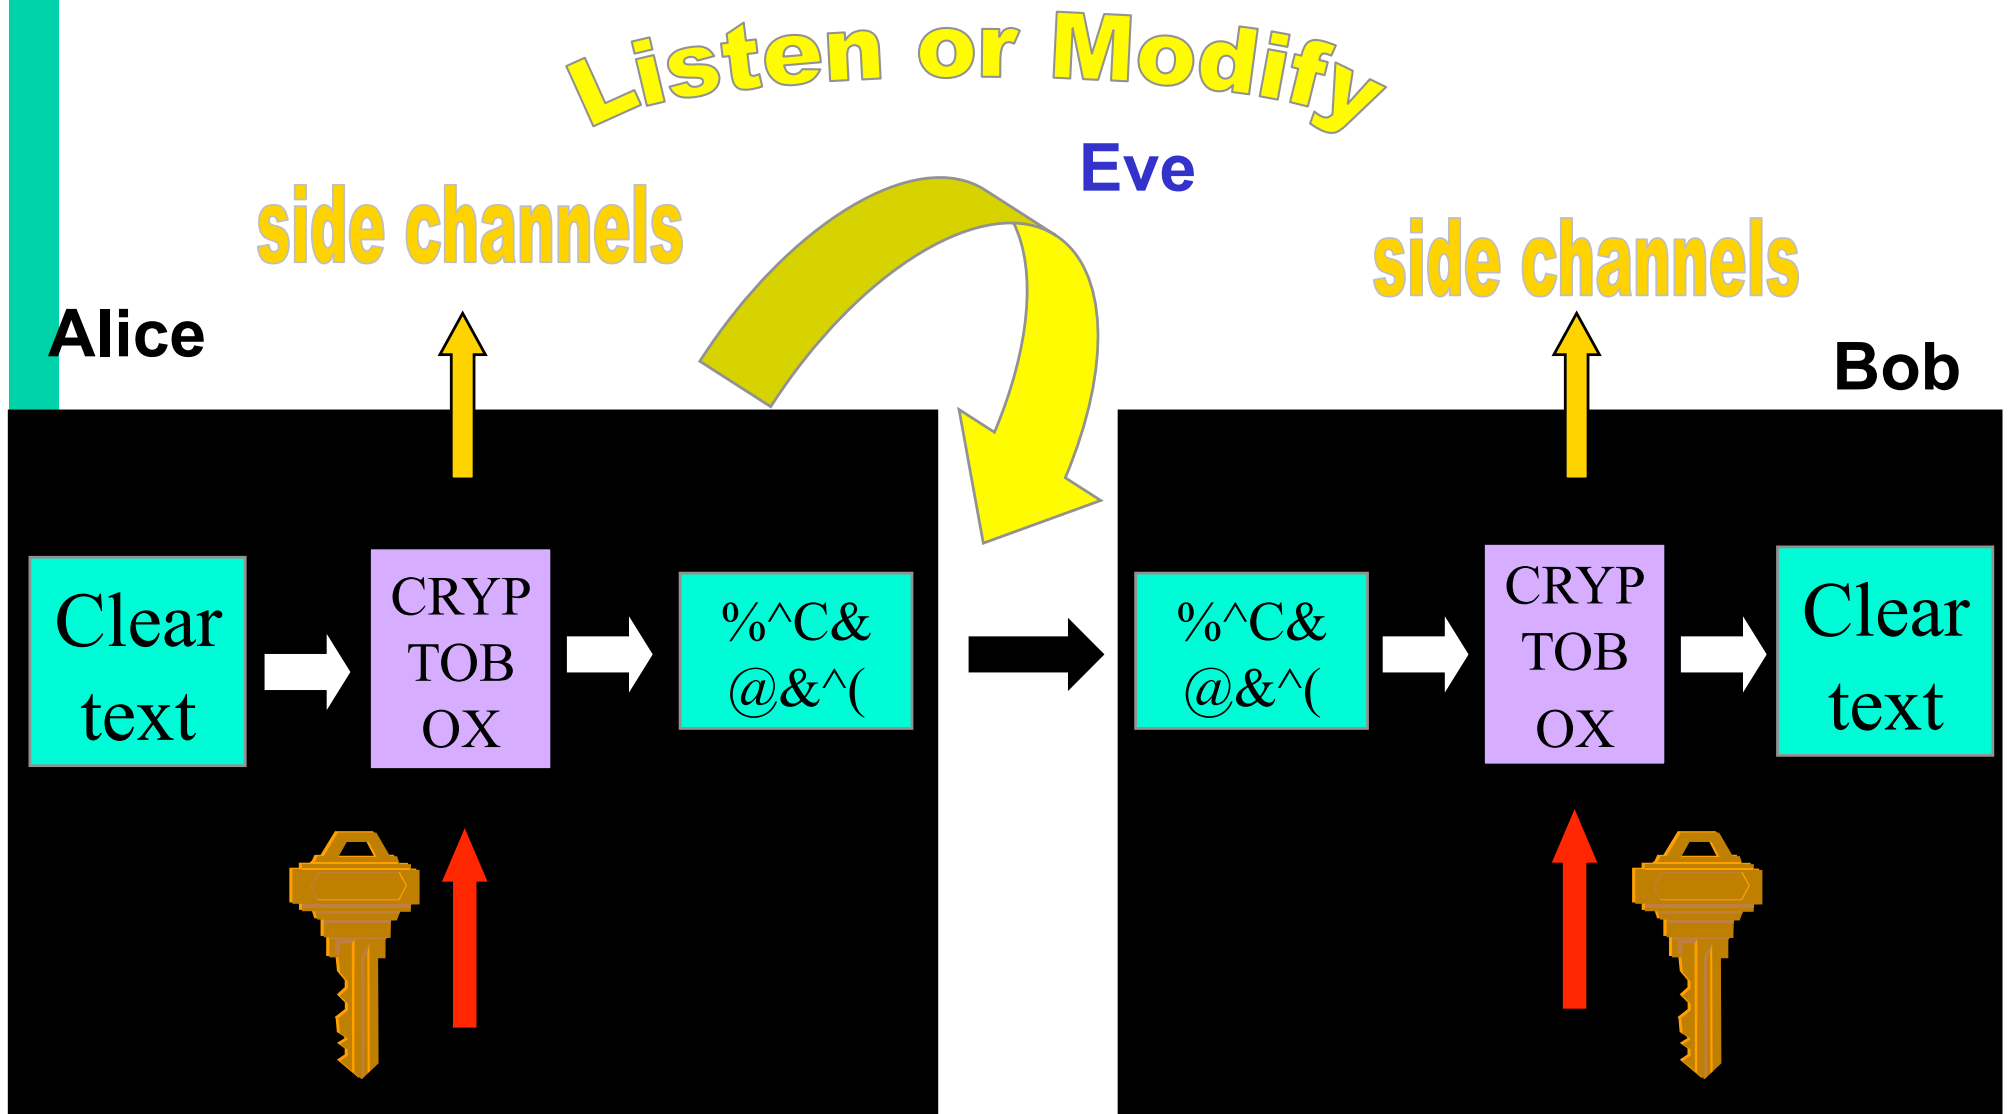 Listen or Modify
Eve
side channels
side channels
Alice
Bob
Clear
text
CRYP
TOB
OX
%^C&
@&^(
%^C&
@&^(
CRYP
TOB
OX
Clear
text